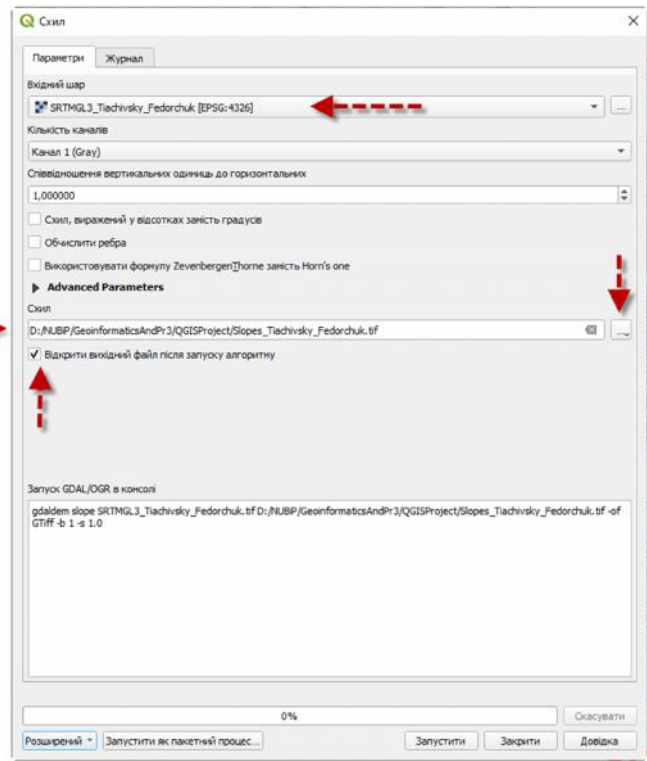 Схил
Параметри Журнал
Вхідний шар
SRTMGL3_Tiachivsky_Fedorchuk [EPSG:4326]
...
Кількість каналів
Канал 1 (Gray)
Співвідношення вертикальних одиниць до горизонтальних
1,000000
Схил, виражений у відсотках замість градусів
Обчислити ребра
Використовувати формулу ZevenbergenThorne замість Horn's one
Advanced Parameters
Схил
D:/NUBiP/GeoinformaticsAndPr3/QGISProject/Slopes_Tiachivsky_Fedorchuk.tif
...
Відкрити вихідний файл після запуску алгоритму
Запуск GDAL/OGR в консолі
gdaldem slope SRTMGL3_Tiachivsky_Fedorchuk.tif D:/NUBiP/GeoinformaticsAndPr3/QGISProject/Slopes_Tiachivsky_Fedorchuk.tif -of
GTiff -b 1 -s 1.0
0%
Скасувати
Розширений Запустити як пакетний процес... Запустити Закрити Довідка